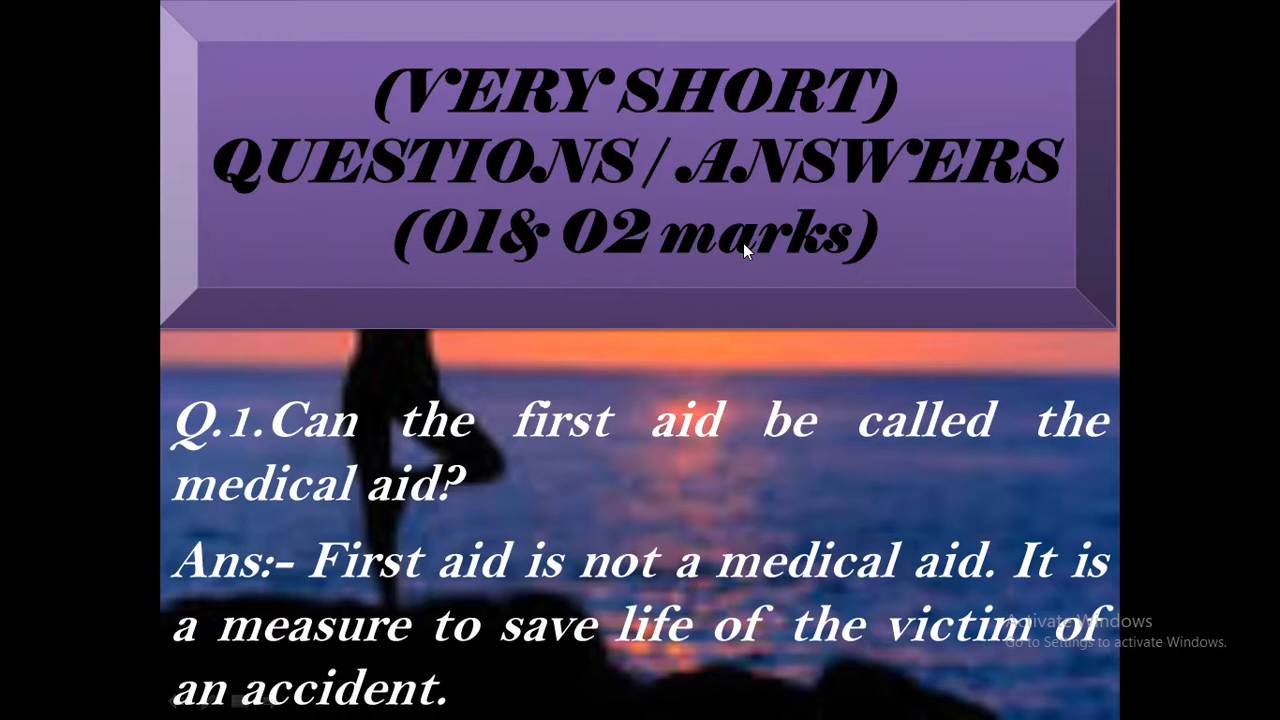 (VERY SHORT)
QUESTIONS / ANSWERS
(01& 02 marks)
Q.1.Can the first aid be called the
medical aid?
Ans:- First aid is not a medical aid. It is
a measure to save life of the victim of
an accident.
Activate Windows
Go to Settings to activate Windows.